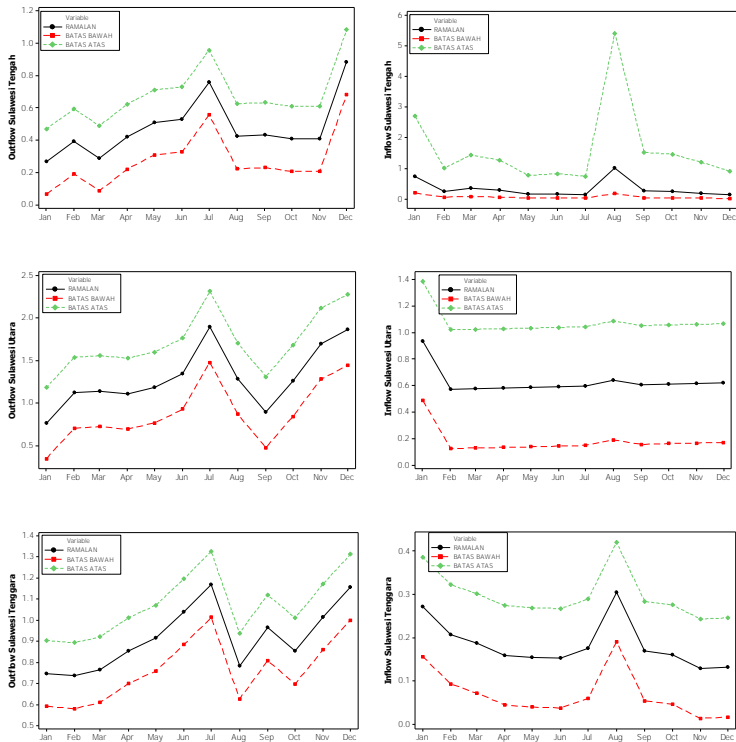 Outflow Sulawesi Tengah
1.2
1.0
0.8
0.6
0.4
0.2
0.0
Variable
RAMALAN
BATAS BAWAH
BATAS ATAS
Jan Feb Mar Apr May Jun Jul Aug Sep Oct Nov Dec
Inflow Sulawesi Tengah
6
5
4
3
2
1
0
Variable
RAMALAN
BATAS BAWAH
BATAS ATAS
Jan Feb Mar Apr May Jun Jul Aug Sep Oct Nov Dec
Outflow Sulawesi Utara
2.5
2.0
1.5
1.0
0.5
Variable
RAMALAN
BATAS BAWAH
BATAS ATAS
Jan Feb Mar Apr May Jun Jul Aug Sep Oct Nov Dec
Inflow Sulawesi Utara
1.4
1.2
1.0
0.8
0.6
0.4
0.2
0.0
Variable
RAMALAN
BATAS BAWAH
BATAS ATAS
Jan Feb Mar Apr May Jun Jul Aug Sep Oct Nov Dec
Outflow Sulawesi Tenggara
1.4
1.3
1.2
1.1
1.0
0.9
0.8
0.7
0.6
0.5
Variable
RAMALAN
BATAS BAWAH
BATAS ATAS
Jan Feb Mar Apr May Jun Jul Aug Sep Oct Nov Dec
Inflow Sulawesi Tenggara
0.4
0.3
0.2
0.1
0.0
Variable
RAMALAN
BATAS BAWAH
BATAS ATAS
Jan Feb Mar Apr May Jun Jul Aug Sep Oct Nov Dec